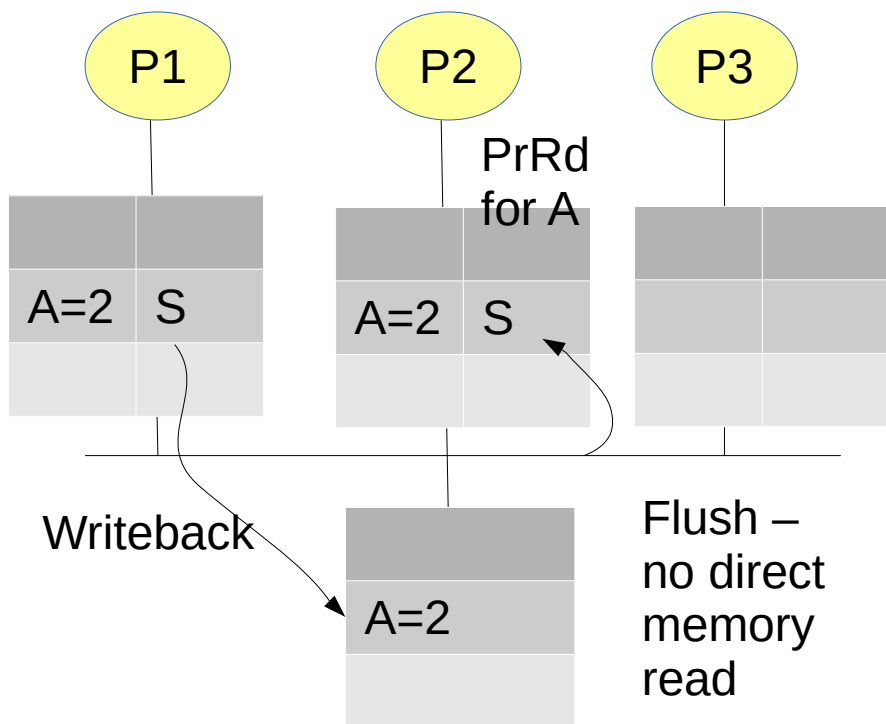 P1
P2
P3
PrRd
for A
A=2
S
A=2
S
Writeback
A=2
Flush –
no direct
memory
read